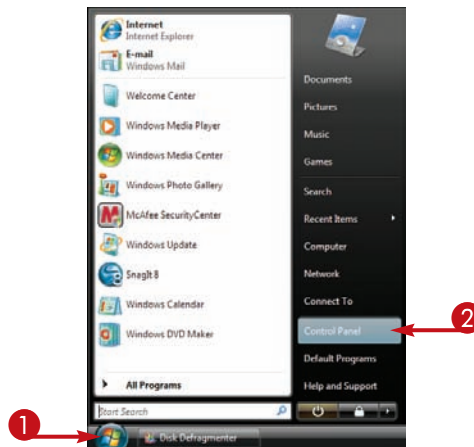 Internet
Internet Explorer
E-mail
Windows Mail
Welcome Center
Windows Media Player
Windows Media Center
Windows Photo Gallery
McAfee SecurityCenter
Windows Update
SnagIt 8
Windows Calendar
Windows DVD Maker
All Programs
Start Search
Documents
Pictures
Music
Games
Search
Recent Items
Computer
Network
Connect To
Control Panel
Default Programs
Help and Support
2
1
Disk Defragmenter